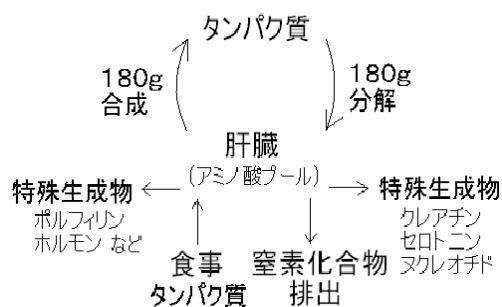 タンパク質
180g
合成
180g
分解
肝臓
(アミノ酸プール)
特殊生成物
ポルフィリン
ホルモン など
特殊生成物
クレアチン
セロトニン
ヌクレオチド
食事
タンパク質
窒素化合物
排出